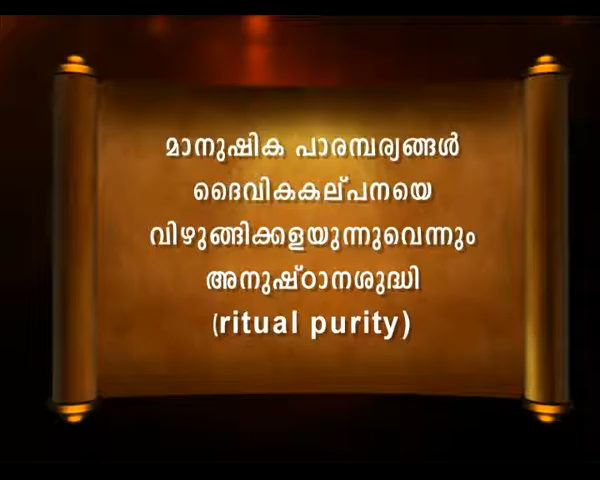 മാനുഷിക പാരമ്പര്യങ്ങൾ
ദൈവികകല്പനയെ
വിഴുങ്ങിക്കളയുന്നുവെന്നും
അനുഷ്ഠാനശുദ്ധി
(ritual purity)